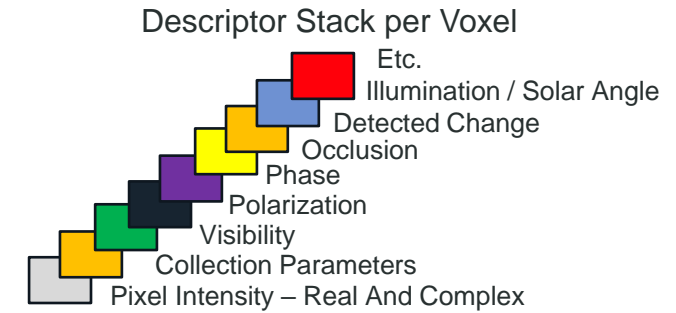 Descriptor Stack per Voxel
Etc.
Illumination / Solar Angle
Detected Change
Occlusion
Phase
Polarization
Visibility
Collection Parameters
Pixel Intensity – Real And Complex